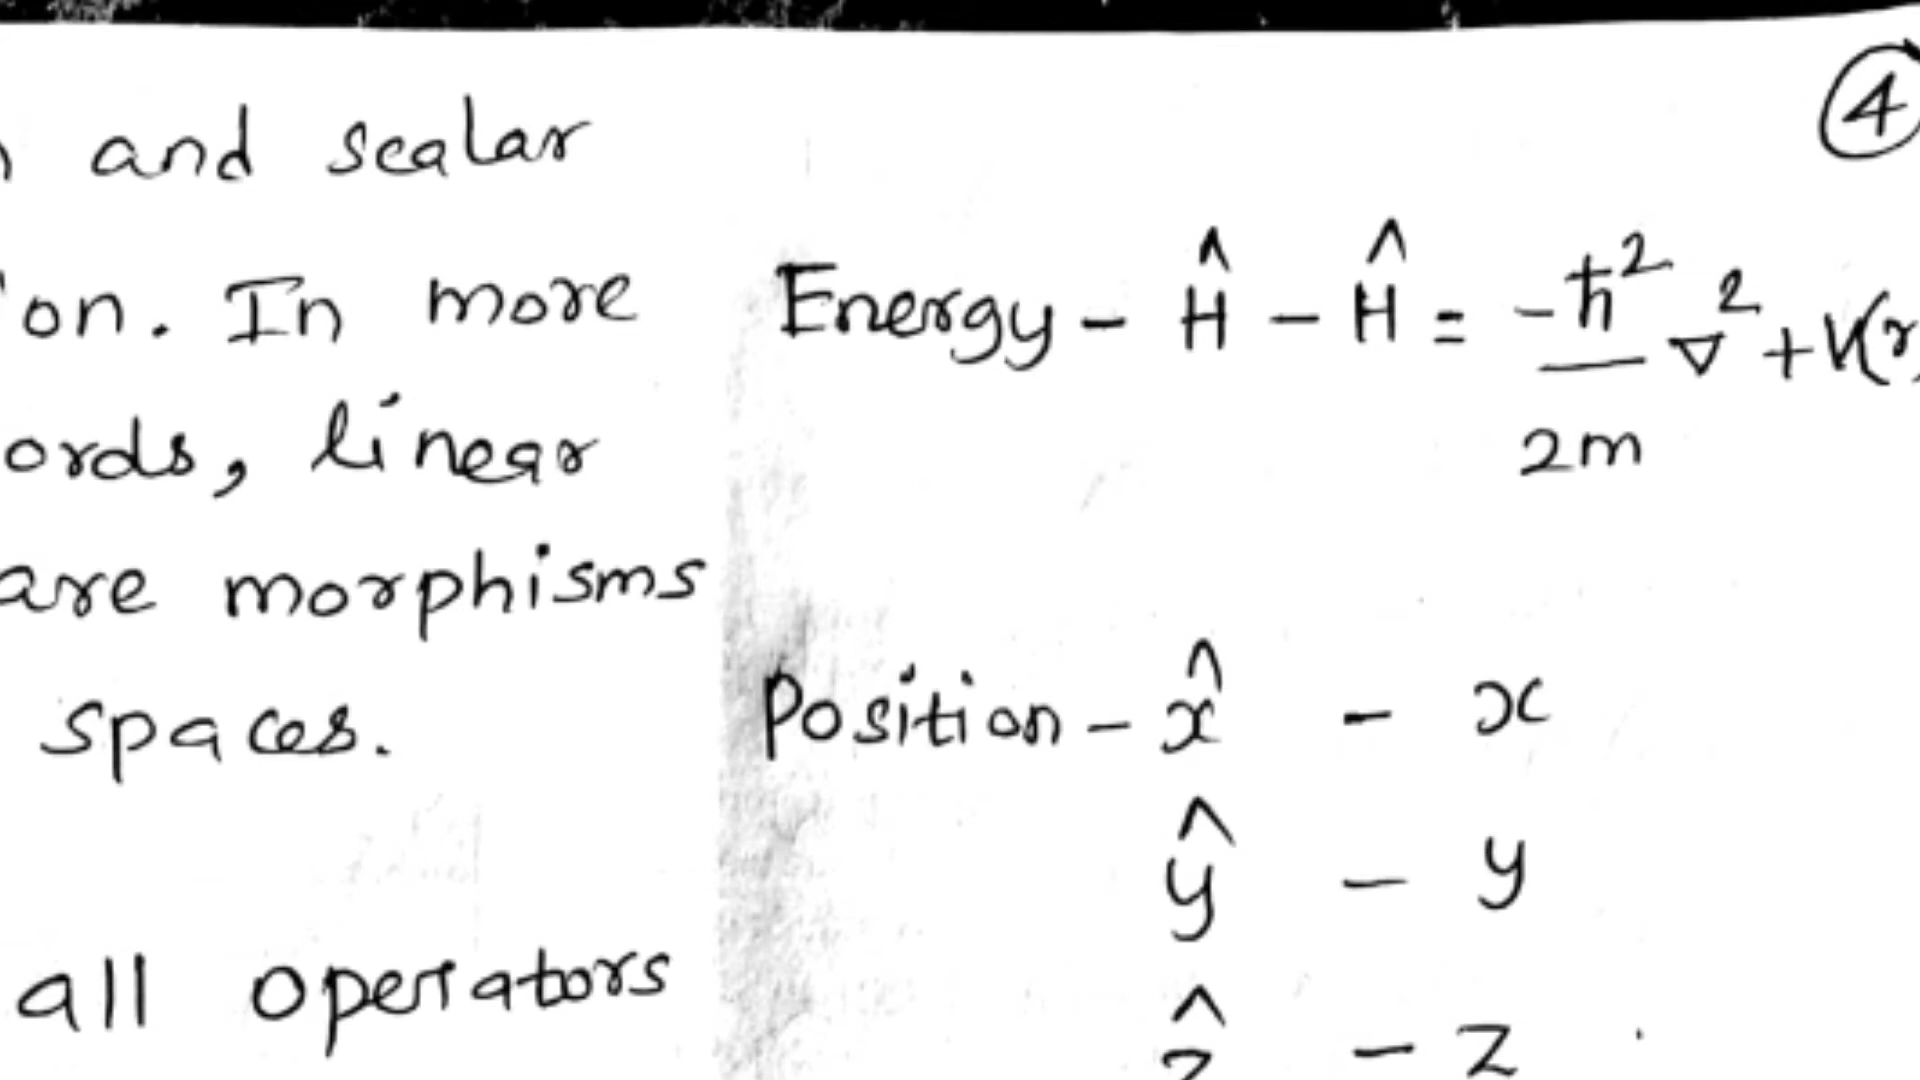 ④
and scalar
on. In more
ords, linear
are morphisms
spaces.
all operators
Energy - Ĥ - Ĥ = -ħ²/2m ∇² + V(r)
Position - x̂ - x
ŷ - y
ẑ - z